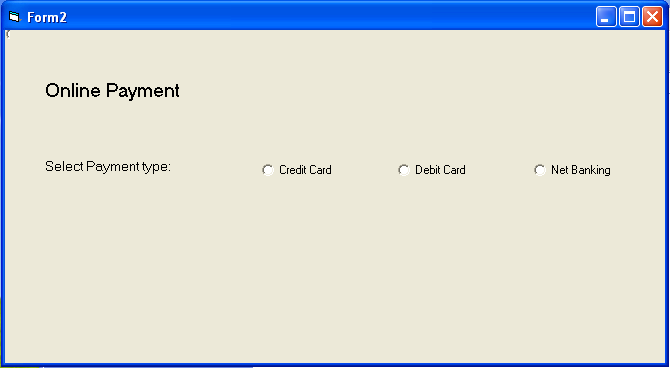 Form2
Online Payment
Select Payment type: Credit Card Debit Card Net Banking